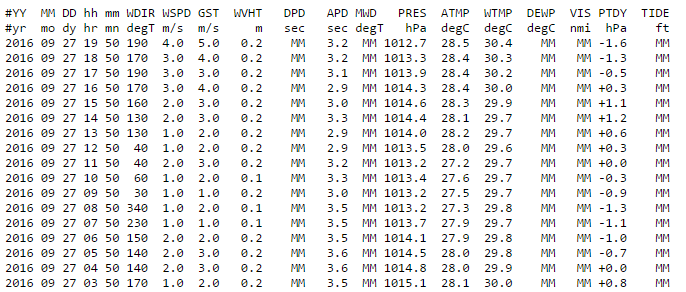 #YY MM DD hh mm WDIR WSPD GST WVHT DPD APD MWD PRES ATMP WTMP DEWP VIS PTDY TIDE
#yr mo dy hr mn degT m/s m/s m sec sec degT hPa degC degC degC nmi hPa ft
2016 09 27 19 50 190 4.0 5.0 0.2 MM 3.2 MM 1012.7 28.5 30.4 MM MM -1.6 MM
2016 09 27 18 50 170 3.0 4.0 0.2 MM 3.2 MM 1013.3 28.4 30.3 MM MM -1.3 MM
2016 09 27 17 50 190 3.0 3.0 0.2 MM 3.1 MM 1013.9 28.4 30.2 MM MM -0.5 MM
2016 09 27 16 50 170 3.0 4.0 0.2 MM 2.9 MM 1014.3 28.4 30.0 MM MM +0.3 MM
2016 09 27 15 50 160 2.0 3.0 0.2 MM 3.0 MM 1014.6 28.3 29.9 MM MM +1.1 MM
2016 09 27 14 50 130 2.0 3.0 0.2 MM 3.3 MM 1014.4 28.1 29.7 MM MM +1.2 MM
2016 09 27 13 50 130 1.0 2.0 0.2 MM 2.9 MM 1014.0 28.2 29.7 MM MM +0.6 MM
2016 09 27 12 50 40 1.0 2.0 0.2 MM 2.9 MM 1013.5 28.0 29.6 MM MM +0.3 MM
2016 09 27 11 50 40 2.0 3.0 0.2 MM 3.2 MM 1013.2 27.2 29.7 MM MM +0.0 MM
2016 09 27 10 50 60 1.0 2.0 0.1 MM 3.3 MM 1013.4 27.6 29.7 MM MM -0.3 MM
2016 09 27 09 50 30 1.0 1.0 0.2 MM 3.0 MM 1013.2 27.5 29.7 MM MM -0.9 MM
2016 09 27 08 50 340 1.0 2.0 0.1 MM 3.5 MM 1013.2 27.3 29.8 MM MM -1.3 MM
2016 09 27 07 50 230 1.0 1.0 0.1 MM 3.5 MM 1013.7 27.9 29.7 MM MM -1.1 MM
2016 09 27 06 50 150 2.0 2.0 0.2 MM 3.5 MM 1014.1 27.9 29.8 MM MM -1.0 MM
2016 09 27 05 50 140 2.0 3.0 0.2 MM 3.6 MM 1014.5 28.0 29.8 MM MM -0.7 MM
2016 09 27 04 50 140 2.0 3.0 0.2 MM 3.6 MM 1014.8 28.0 29.9 MM MM +0.0 MM
2016 09 27 03 50 170 1.0 2.0 0.2 MM 3.5 MM 1015.1 28.1 30.0 MM MM +0.8 MM